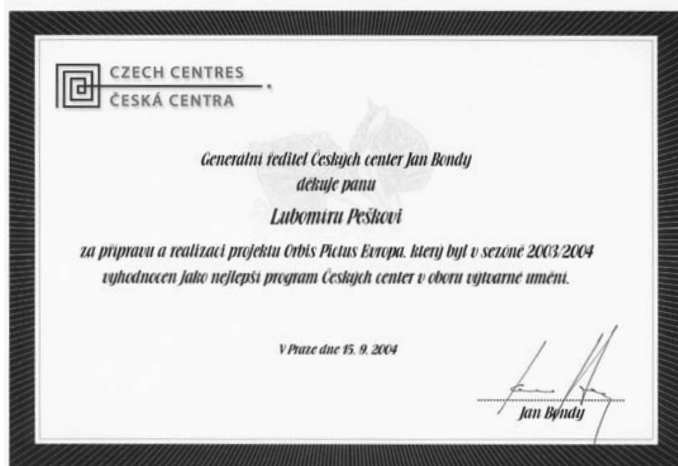 CZECH CENTRES
ČESKÁ CENTRA
Generální ředitel Českých center Jan Bondy
děkuje panu
Lubomíru Peškovi
za přípravu a realizaci projektu Orbis Pictus Europa, který byl v sezóně 2003/2004
vyhodnocen jako nejlepší program Českých center v oboru výtvarné umění.
V Praze dne 15. 9. 2004
Jan Bondy